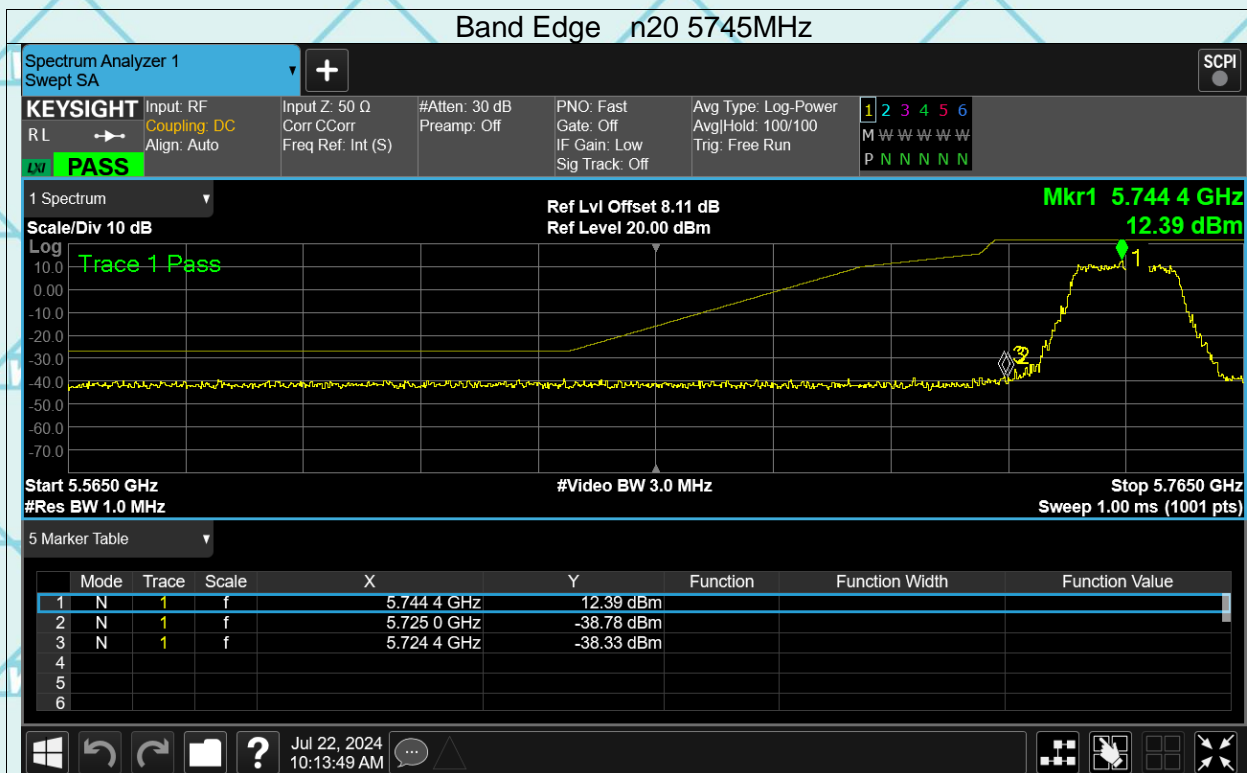 Band Edge n20 5745MHz
Spectrum Analyzer 1
Swept SA
+
SCPI
KEYSIGHT
RL
LXI PASS
Input: RF
Coupling: DC
Align: Auto
Input Z: 50 Ω
Corr CCorr
Freq Ref: Int (S)
#Atten: 30 dB
Preamp: Off
PNO: Fast
Gate: Off
IF Gain: Low
Sig Track: Off
Avg Type: Log-Power
Avg|Hold: 100/100
Trig: Free Run
1 2 3 4 5 6
M W W W W W
P N N N N N
1 Spectrum
Scale/Div 10 dB
Ref Lvl Offset 8.11 dB
Ref Level 20.00 dBm
Mkr1 5.744 4 GHz
12.39 dBm
Log
Trace 1 Pass
10.0
0.00
-10.0
-20.0
-30.0
-40.0
-50.0
-60.0
-70.0
1
3
2
Start 5.5650 GHz
#Video BW 3.0 MHz
Stop 5.7650 GHz
#Res BW 1.0 MHz
Sweep 1.00 ms (1001 pts)
5 Marker Table
Mode Trace Scale X Y Function Function Width Function Value
1 N 1 f 5.744 4 GHz 12.39 dBm
2 N 1 f 5.725 0 GHz -38.78 dBm
3 N 1 f 5.724 4 GHz -38.33 dBm
4
5
6
?
Jul 22, 2024
10:13:49 AM